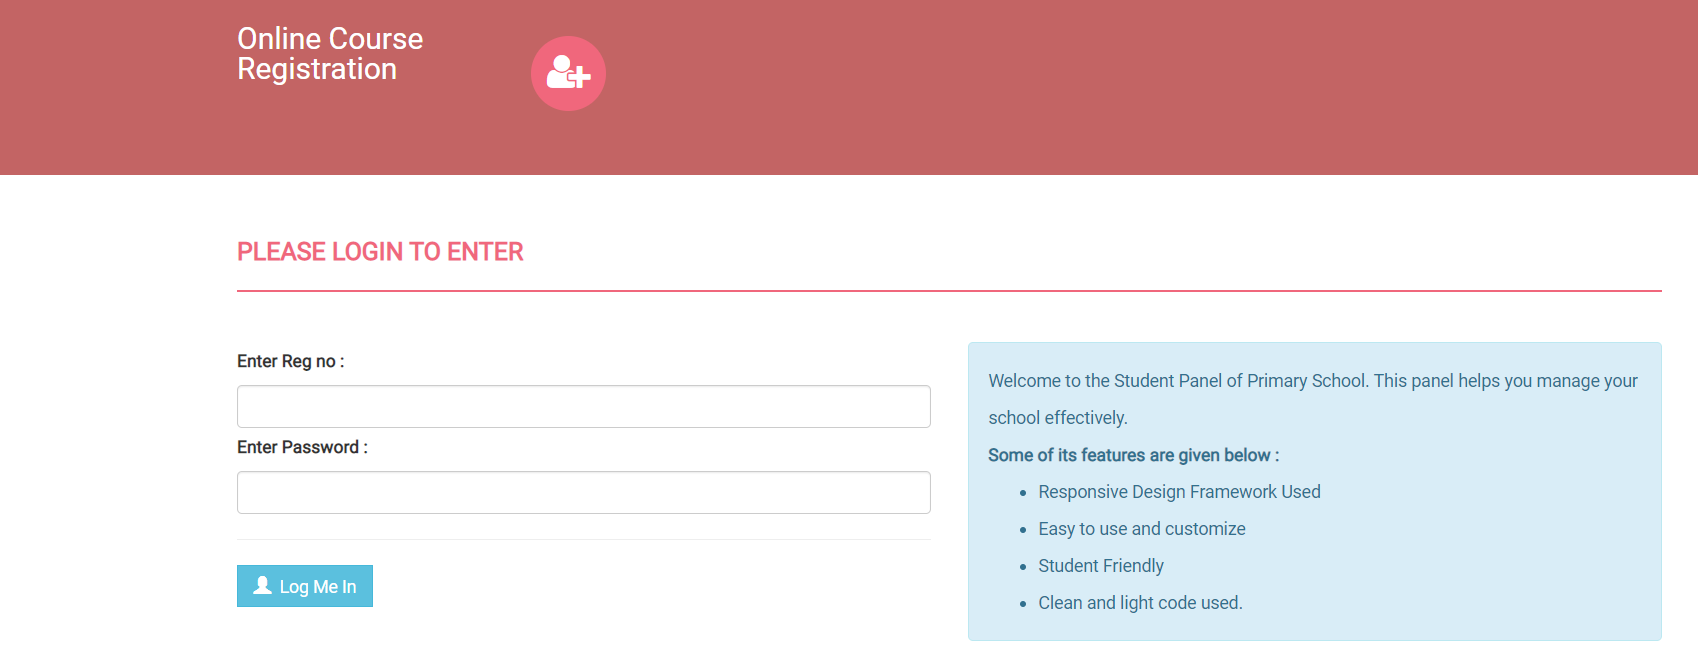 Online Course
Registration
PLEASE LOGIN TO ENTER
Enter Reg no :
Enter Password :
Log Me In
Welcome to the Student Panel of Primary School. This panel helps you manage your
school effectively.
Some of its features are given below :
Responsive Design Framework Used
Easy to use and customize
Student Friendly
Clean and light code used.